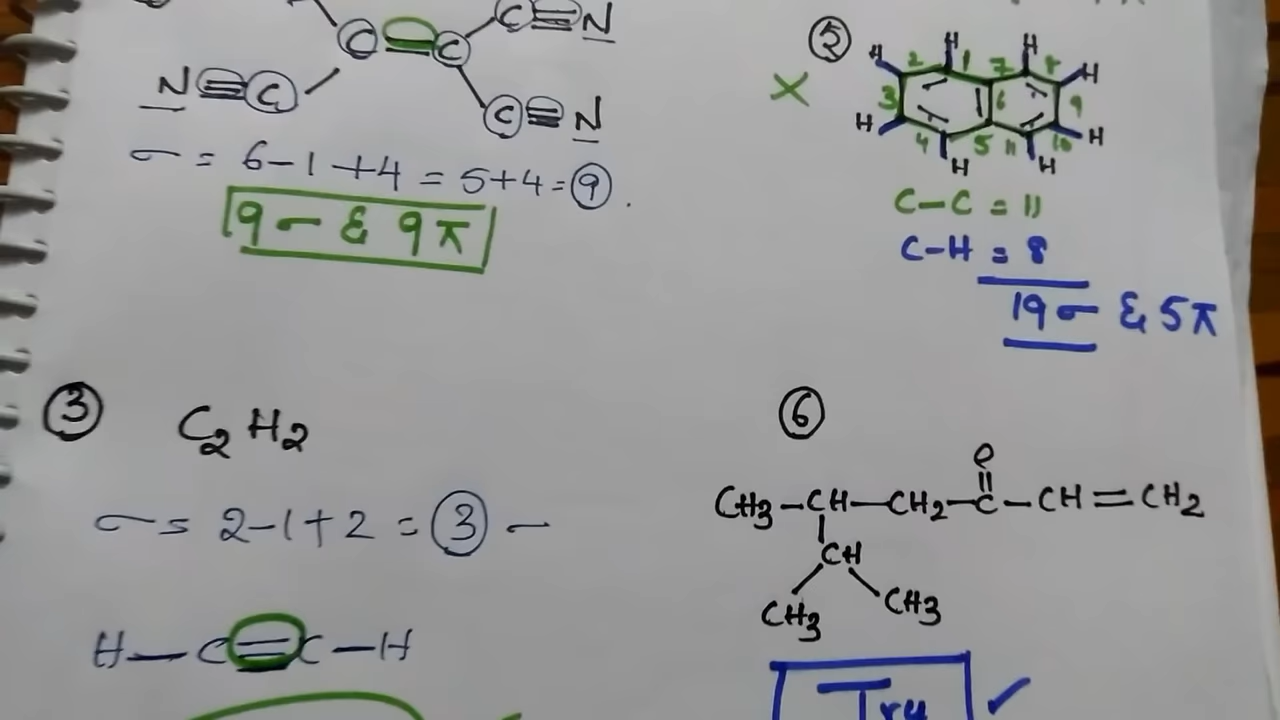 C≡N
C=C
N≡C
C≡N
σ = 6-1+4 = 5+4=9.
9σ & 9π
5
X
H H H H
2 1 7 8
3 6 9
H H
4 5 11 10
H H
C-C = 11
C-H = 8
19σ & 5π
3
C2H2
σ = 2-1+2 = 3 -
H-C≡C-H
6
O
CH3-CH-CH2-C-CH=CH2
CH
CH3 CH3
Try ✓